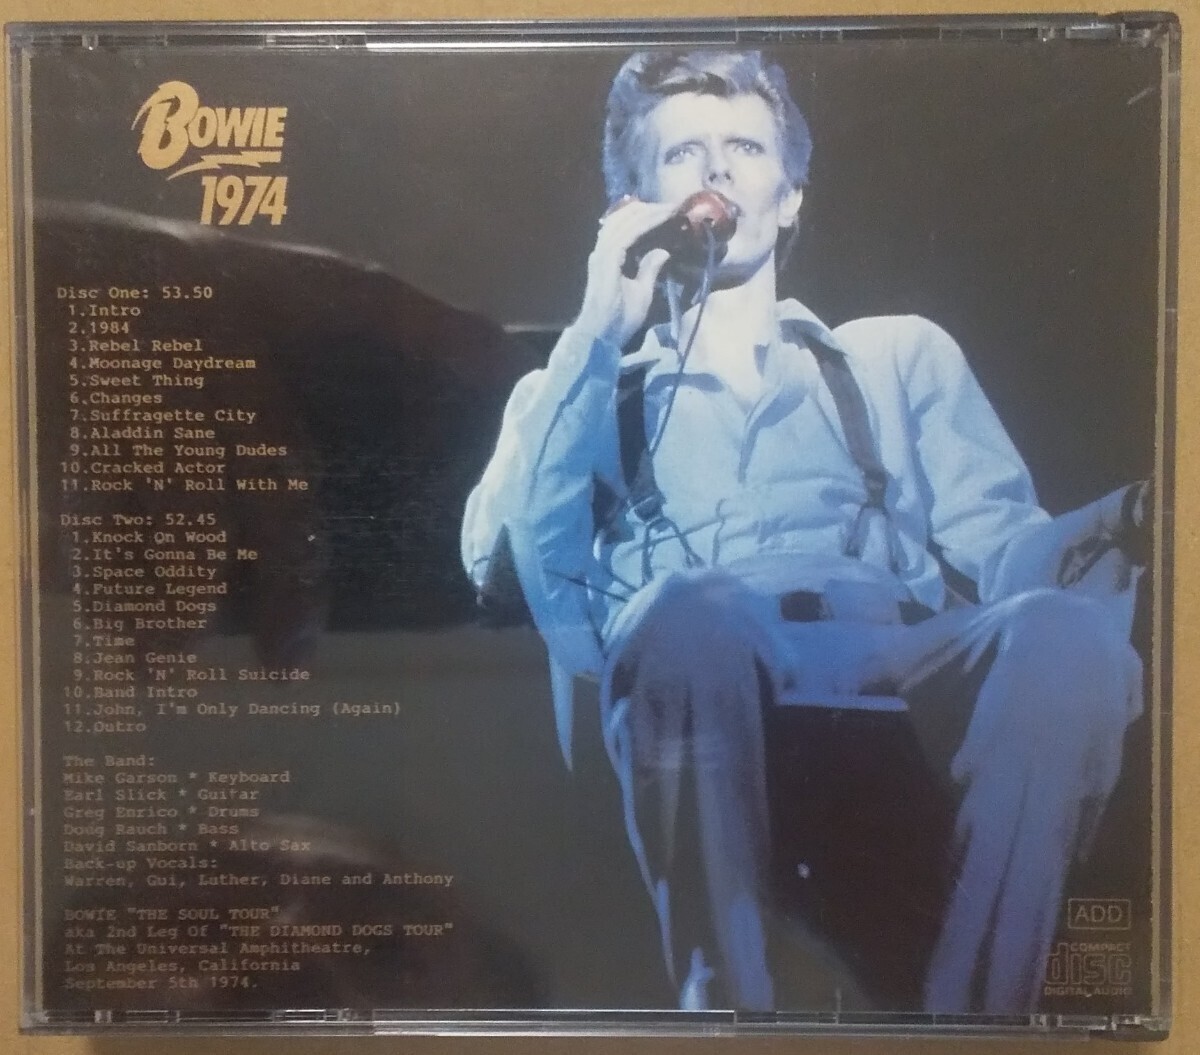 BOWIE
1974
Disc One: 53.50
1.Intro
2.1984
3.Rebel Rebel
4.Moonage Daydream
5.Sweet Thing
6.Changes
7.Suffragette City
8.Aladdin Sane
9.All The Young Dudes
10.Cracked Actor
11.Rock 'N' Roll With Me
Disc Two: 52.45
1.Knock On Wood
2.It's Gonna Be Me
3.Space Oddity
4.Future Legend
5.Diamond Dogs
6.Big Brother
7.Time
8.Jean Genie
9.Rock 'N' Roll Suicide
10.Band Intro
11.John, I'm Only Dancing (Again)
12.Outro
The Band:
Mike Garson * Keyboard
Earl Slick * Guitar
Greg Enrico * Drums
Doug Rauch * Bass
David Sanborn * Alto Sax
Back-up Vocals:
Warren, Gui, Luther, Diane and Anthony
BOWIE "THE SOUL TOUR"
aka 2nd Leg Of "THE DIAMOND DOGS TOUR"
At The Universal Amphitheatre,
Los Angeles, California
September 5th 1974.
ADD
COMPACT
disc
DIGITAL AUDIO